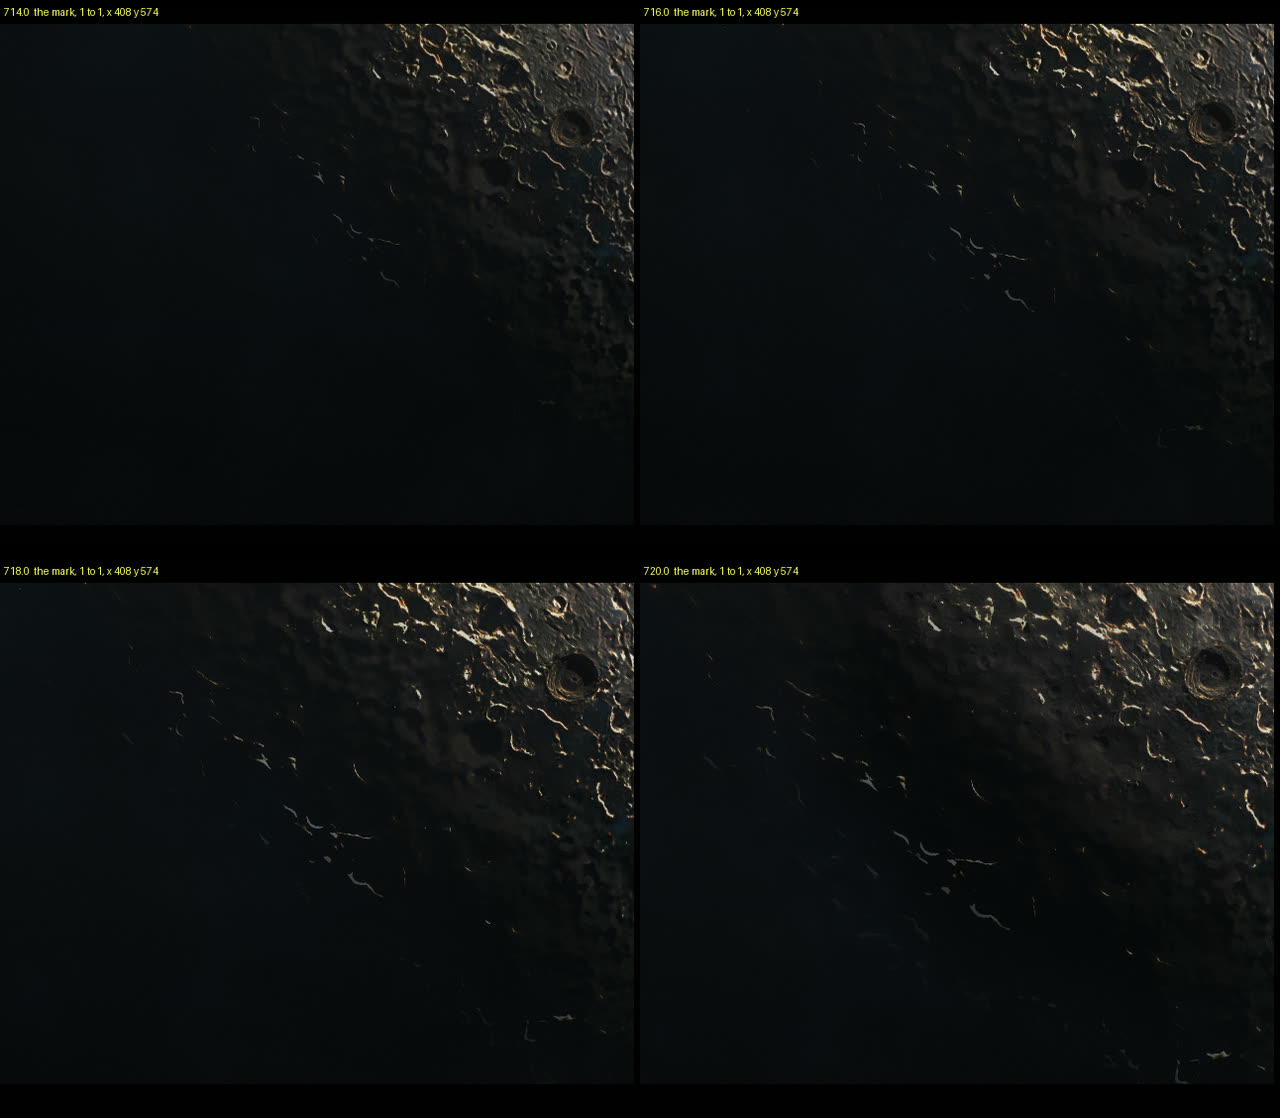 714.0 the mark, 1 to 1, x 408 y 574
716.0 the mark, 1 to 1, x 408 y 574
718.0 the mark, 1 to 1, x 408 y 574
720.0 the mark, 1 to 1, x 408 y 574